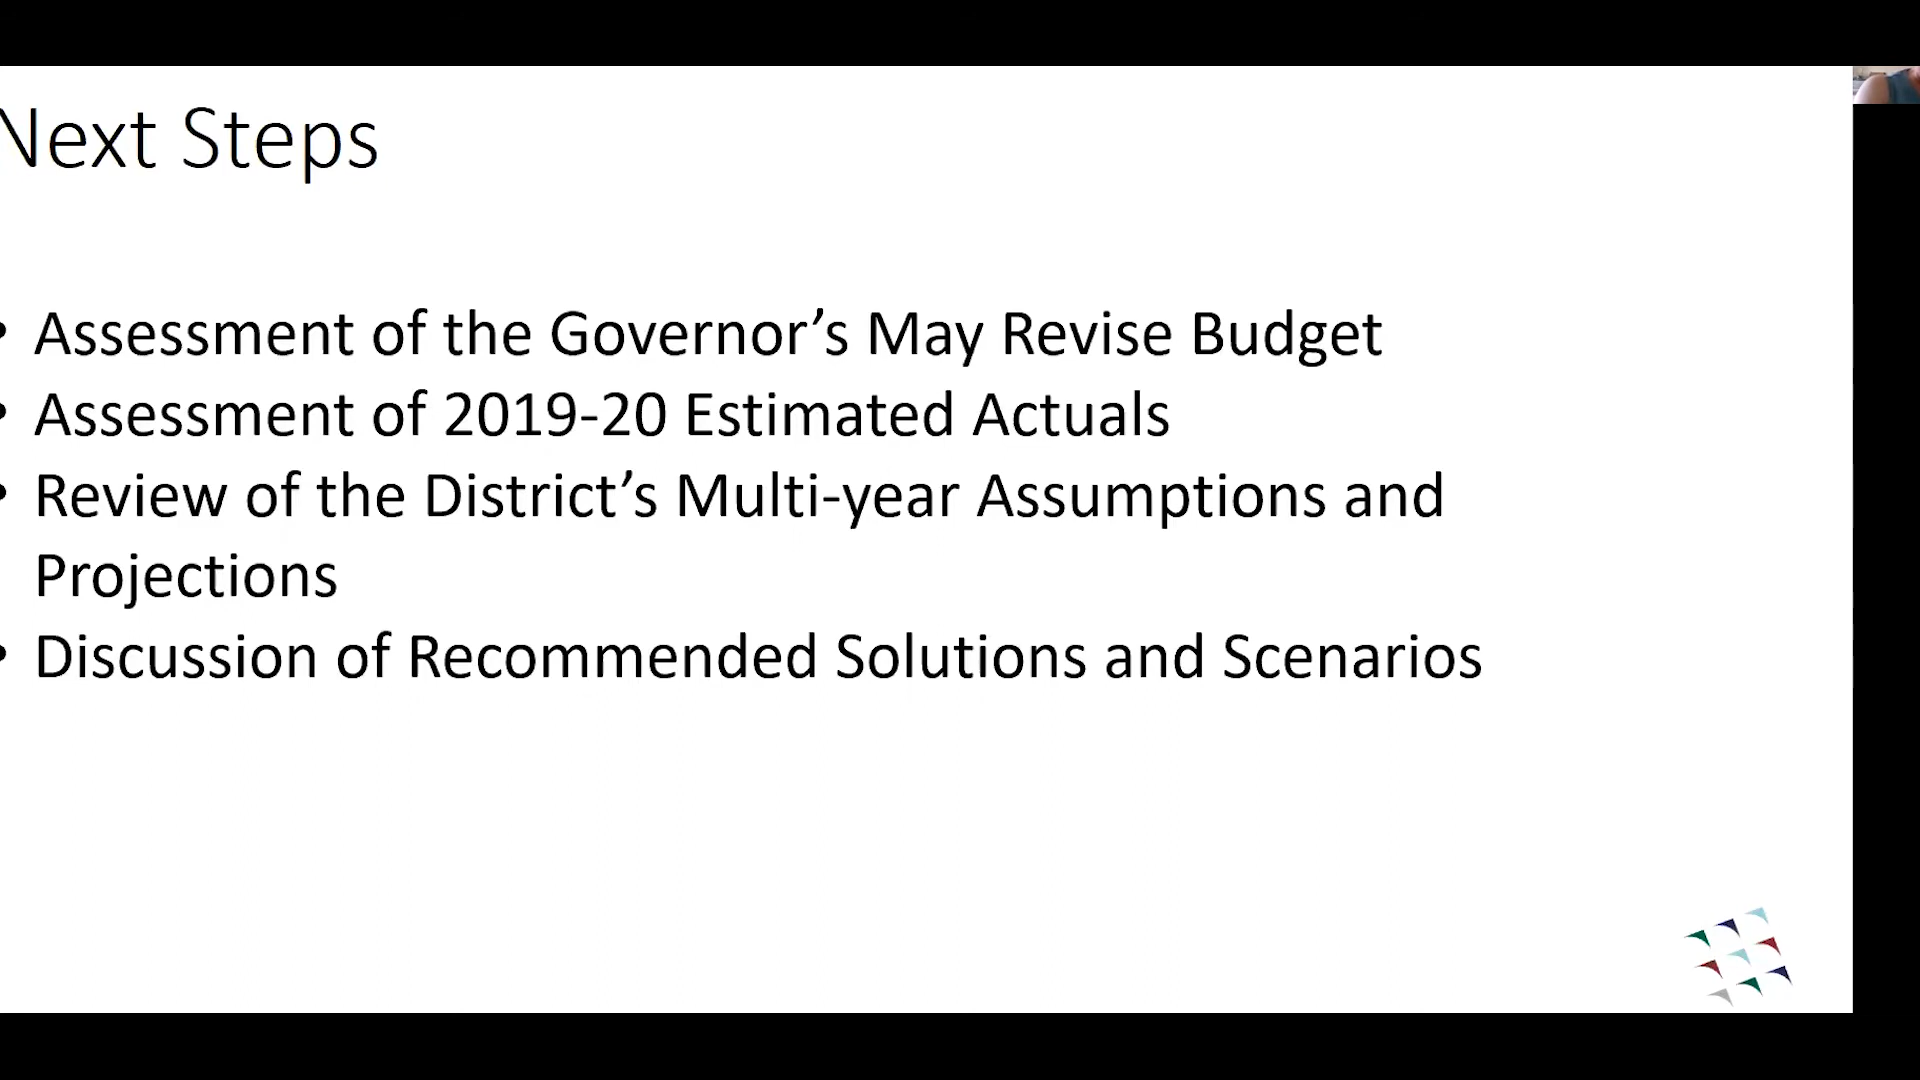 Next Steps
• Assessment of the Governor’s May Revise Budget
• Assessment of 2019-20 Estimated Actuals
• Review of the District’s Multi-year Assumptions and
Projections
• Discussion of Recommended Solutions and Scenarios